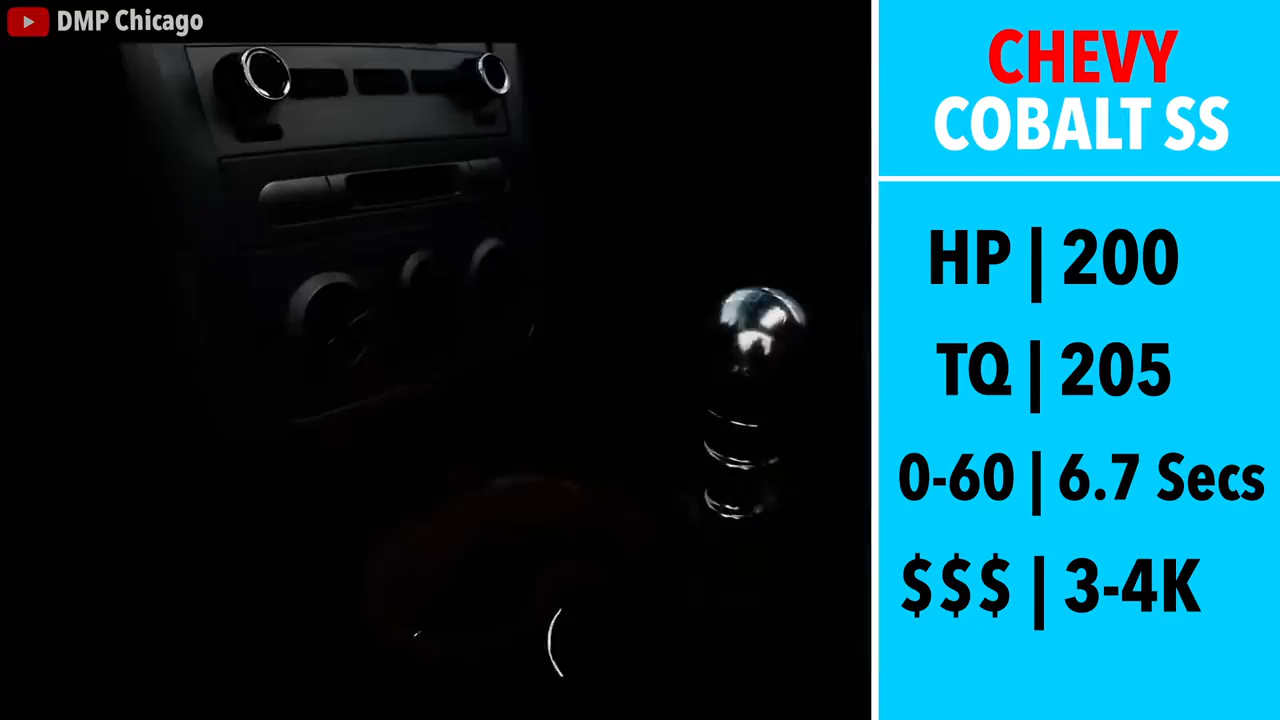 DMP Chicago
CHEVY
COBALT SS
HP | 200
TQ | 205
0-60 | 6.7 Secs
$$$ | 3-4K